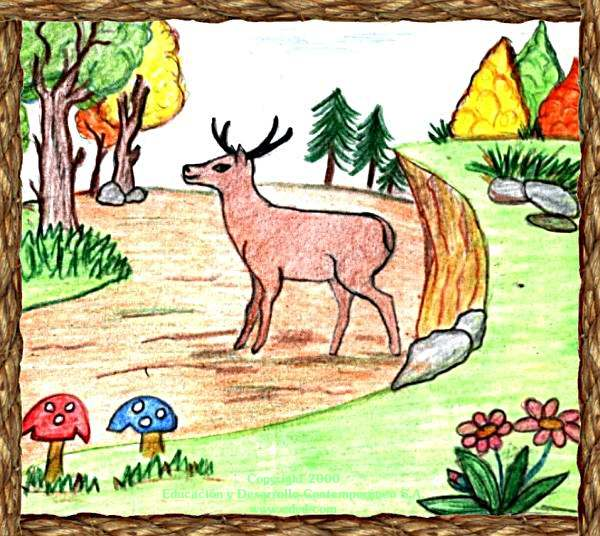 Copyright 2000
Educación y Desarrollo Contemporáneo S.A.